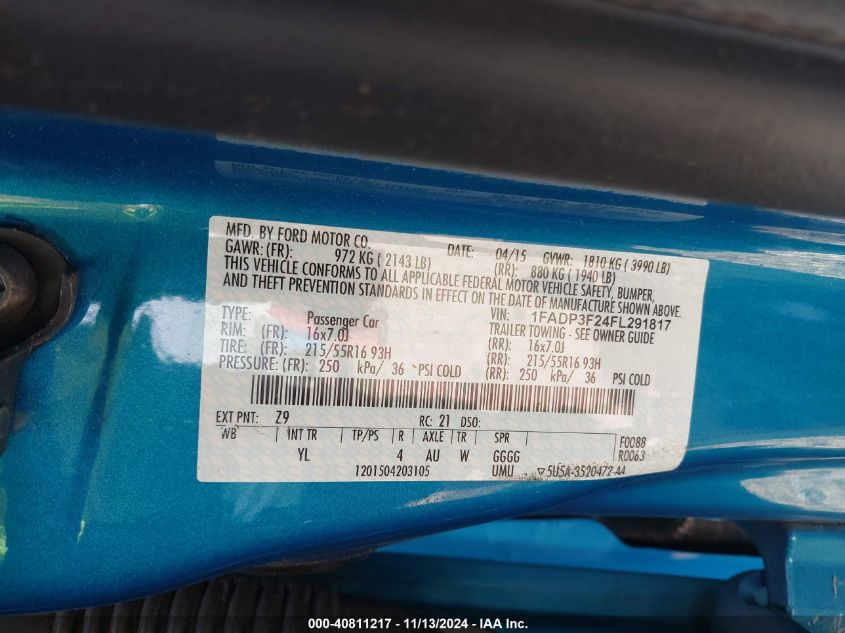 MFD. BY FORD MOTOR CO. DATE: 04/15 GVWR: 1810 KG ( 3990 LB)
GAWR: (FR): 972 KG ( 2143 LB) (RR): 880 KG ( 1940 LB)
THIS VEHICLE CONFORMS TO ALL APPLICABLE FEDERAL MOTOR VEHICLE SAFETY, BUMPER,
AND THEFT PREVENTION STANDARDS IN EFFECT ON THE DATE OF MANUFACTURE SHOWN ABOVE.
VIN: 1FADP3F24FL291817
TYPE: Passenger Car TRAILER TOWING - SEE OWNER GUIDE
RIM: (FR): 16x7.0J (RR): 16x7.0J
TIRE: (FR): 215/55R16 93H (RR): 215/55R16 93H
PRESSURE: (FR): 250 kPa/ 36 PSI COLD (RR): 250 kPa/ 36 PSI COLD
EXT PNT: Z9 RC: 21 DSO:
WB INT TR TP/PS R AXLE TR SPR F0088
YL 4 AU W GGGG R0063
1201504203105 UMU 5U5A-3520472-AA
000-40811217 - 11/13/2024 - IAA Inc.